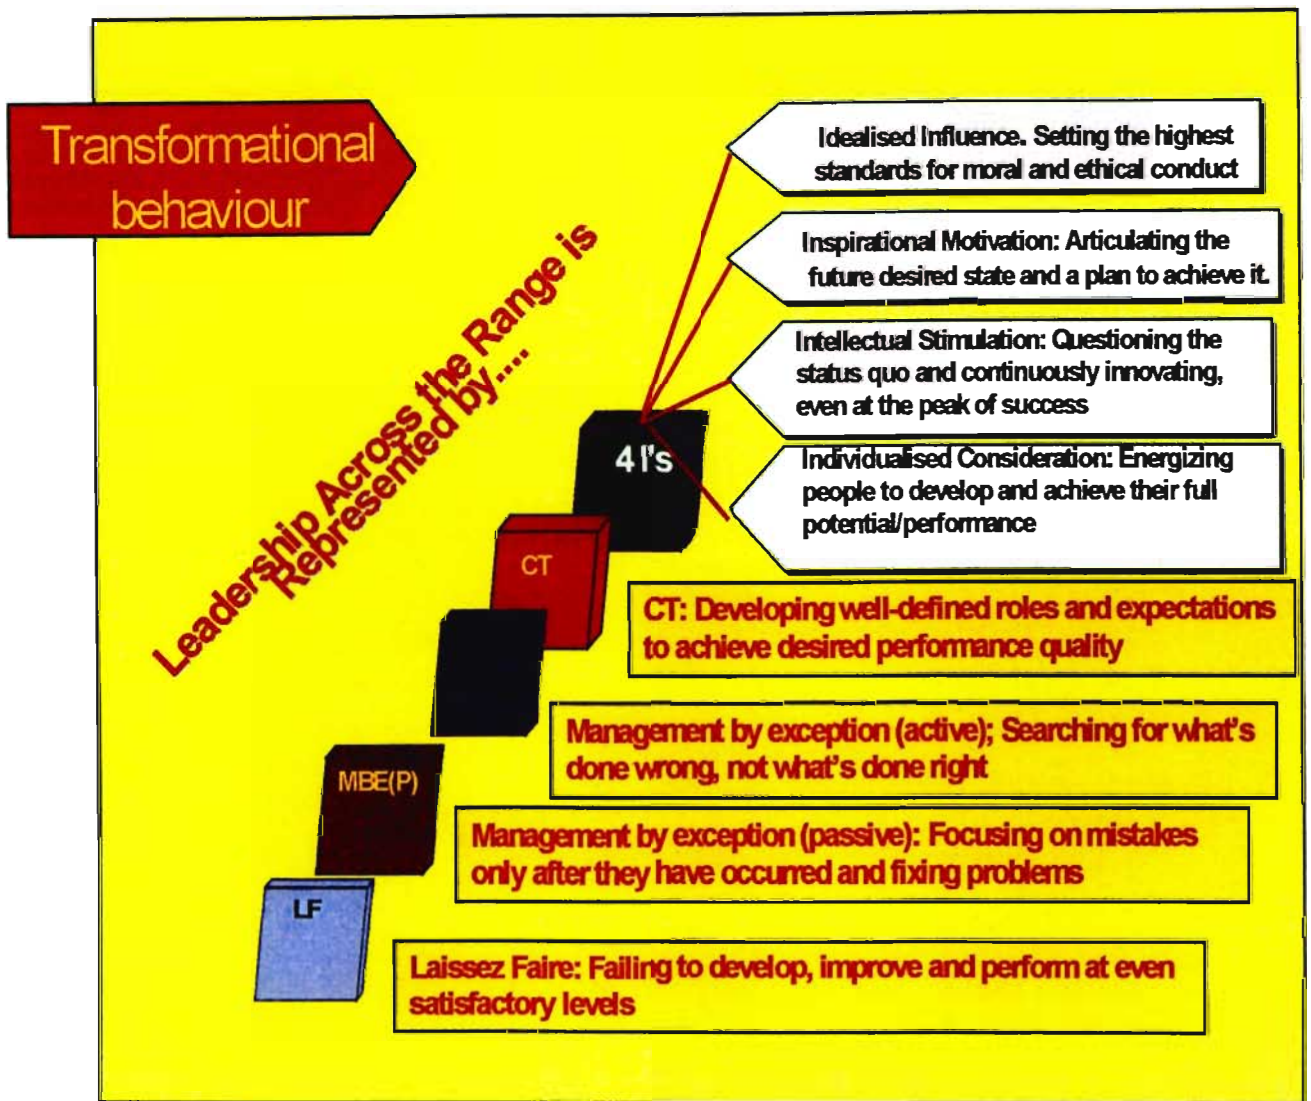 Transformational
behaviour
Idealised Influence. Setting the highest
standards for moral and ethical conduct
Inspirational Motivation: Articulating the
future desired state and a plan to achieve it.
Intellectual Stimulation: Questioning the
status quo and continuously innovating,
even at the peak of success
Individualised Consideration: Energizing
people to develop and achieve their full
potential/performance
Leadership Across the Range is
Represented by....
4 I's
CT
CT: Developing well-defined roles and expectations
to achieve desired performance quality
Management by exception (active); Searching for what's
done wrong, not what's done right
MBE(P)
Management by exception (passive): Focusing on mistakes
only after they have occurred and fixing problems
LF
Laissez Faire: Failing to develop, improve and perform at even
satisfactory levels